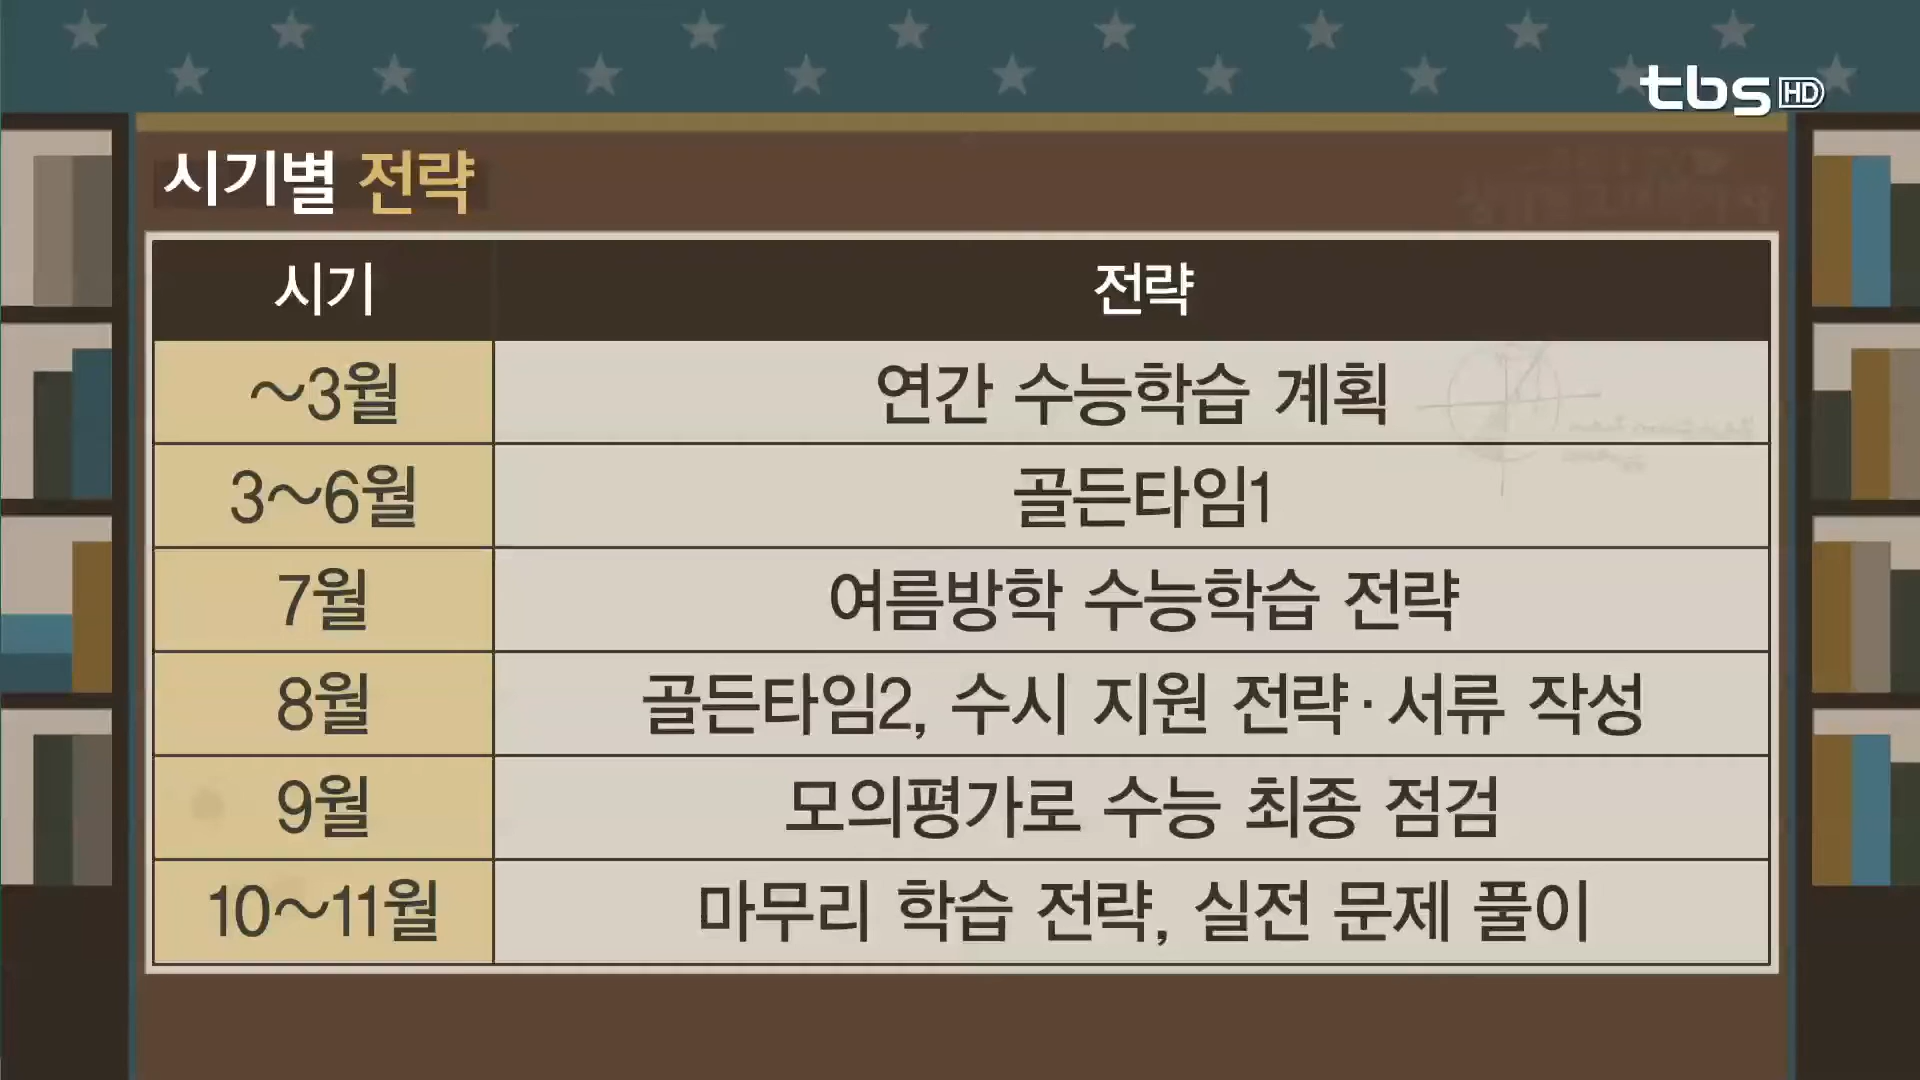 tbs HD
시기별 전략
시기 전략
~3월 연간 수능학습 계획
3~6월 골든타임1
7월 여름방학 수능학습 전략
8월 골든타임2, 수시 지원 전략·서류 작성
9월 모의평가로 수능 최종 점검
10~11월 마무리 학습 전략, 실전 문제 풀이